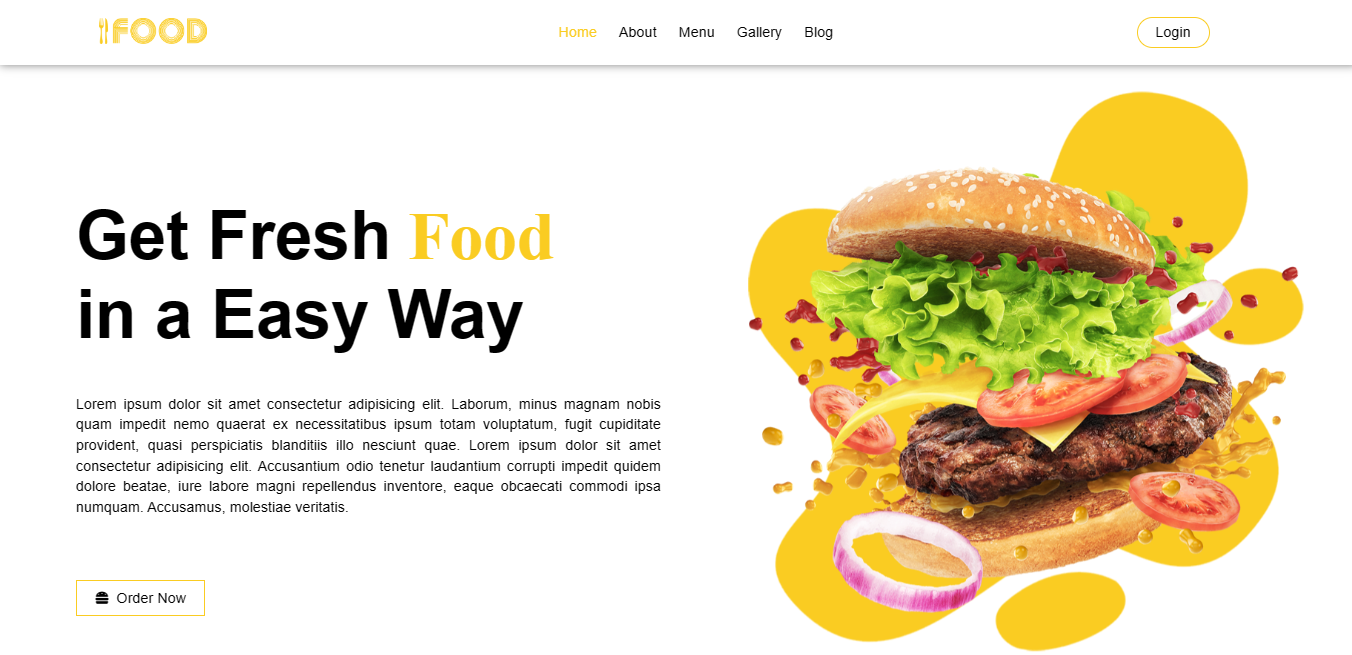 FOOD
Home About Menu Gallery Blog
Login
Get Fresh Food
in a Easy Way
Lorem ipsum dolor sit amet consectetur adipisicing elit. Laborum, minus magnam nobis
quam impedit nemo quaerat ex necessitatibus ipsum totam voluptatum, fugit cupiditate
provident, quasi perspiciatis blanditiis illo nesciunt quae. Lorem ipsum dolor sit amet
consectetur adipisicing elit. Accusantium odio tenetur laudantium corrupti impedit quidem
dolore beatae, iure labore magni repellendus inventore, eaque obcaecati commodi ipsa
numquam. Accusamus, molestiae veritatis.
Order Now